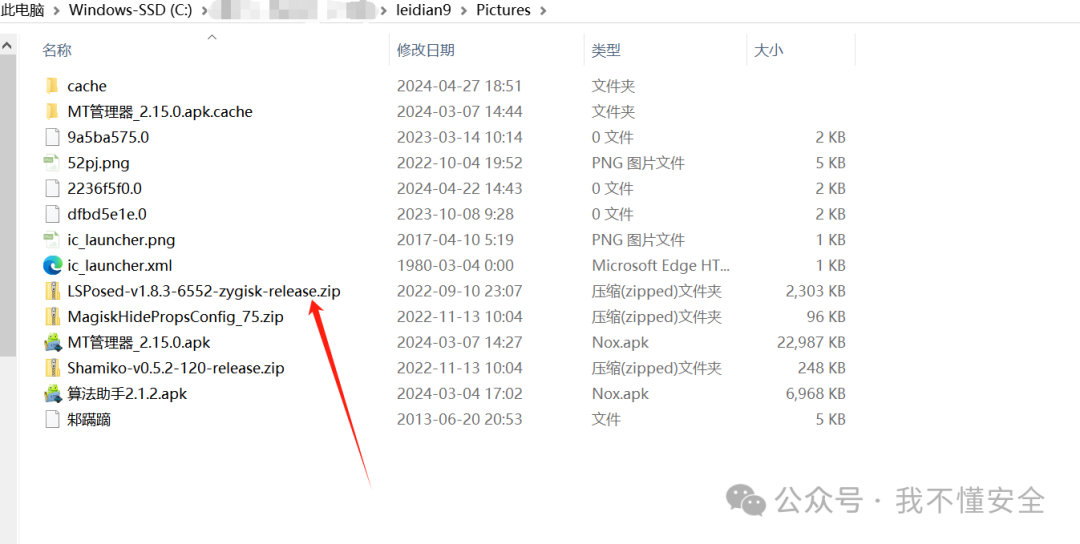 此电脑 > Windows-SSD (C:) > leidian9 > Pictures >
名称 修改日期 类型 大小
cache 2024-04-27 18:51 文件夹
MT管理器_2.15.0.apk.cache 2024-03-07 14:44 文件夹
9a5ba575.0 2023-03-14 10:14 0 文件 2 KB
52pj.png 2022-10-04 19:52 PNG 图片文件 5 KB
2236f5f0.0 2024-04-22 14:43 0 文件 2 KB
dfbd5e1e.0 2023-10-08 9:28 0 文件 2 KB
ic_launcher.png 2017-04-10 5:19 PNG 图片文件 1 KB
ic_launcher.xml 1980-03-04 0:00 Microsoft Edge HT... 1 KB
LSPosed-v1.8.3-6552-zygisk-release.zip 2022-09-10 23:07 压缩(zipped)文件夹 2,303 KB
MagiskHidePropsConfig_75.zip 2022-11-13 10:04 压缩(zipped)文件夹 96 KB
MT管理器_2.15.0.apk 2024-03-07 14:27 Nox.apk 22,987 KB
Shamiko-v0.5.2-120-release.zip 2022-11-13 10:04 压缩(zipped)文件夹 248 KB
算法助手2.1.2.apk 2024-03-04 17:02 Nox.apk 6,968 KB
2013-06-20 20:53 文件 5 KB
公众号 · 我不懂安全